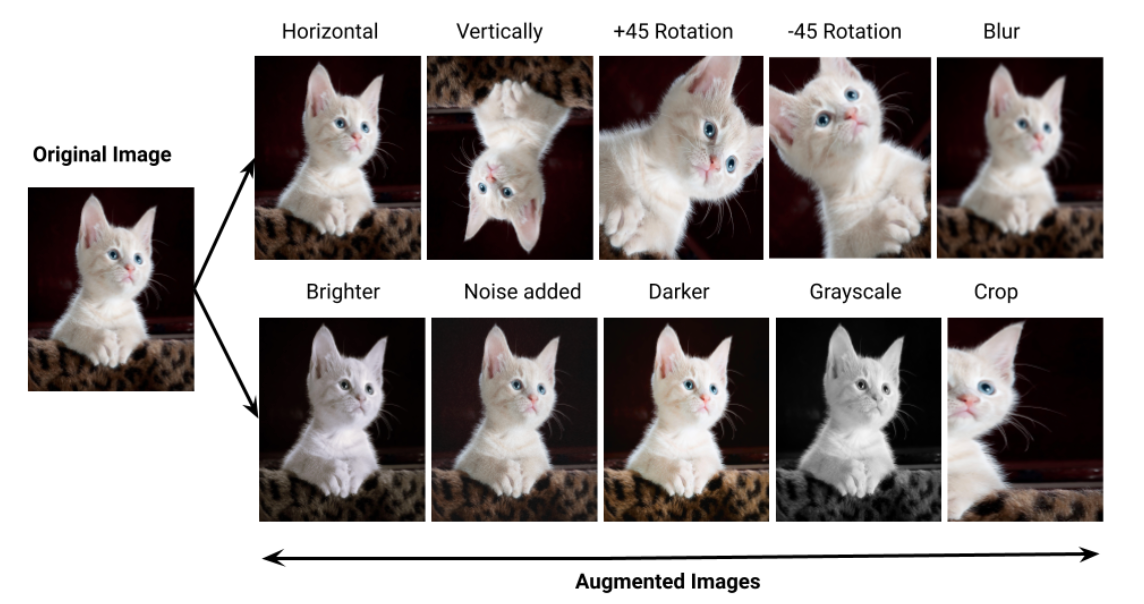 Horizontal Vertically +45 Rotation -45 Rotation Blur
Original Image
Brighter Noise added Darker Grayscale Crop
Augmented Images